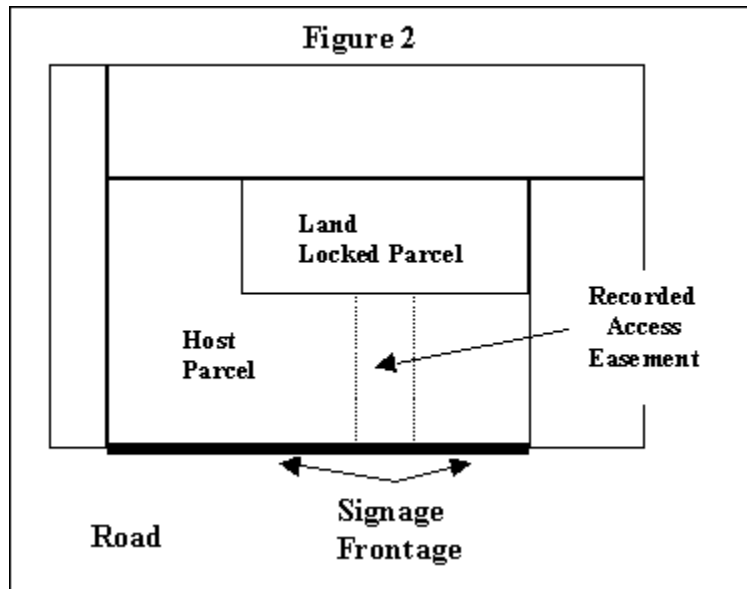 Figure 2
Land
Locked Parcel
Recorded
Access
Easement
Host
Parcel
Signage
Frontage
Road